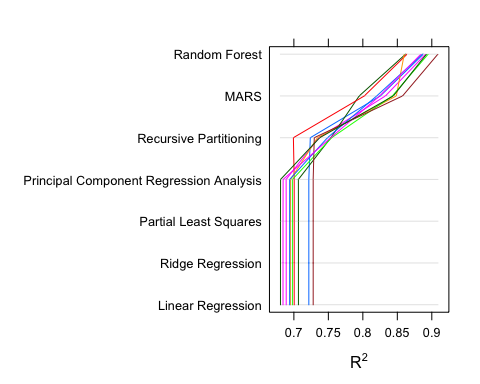 Random Forest
MARS
Recursive Partitioning
Principal Component Regression Analysis
Partial Least Squares
Ridge Regression
Linear Regression
0.7 0.75 0.8 0.85 0.9
R²